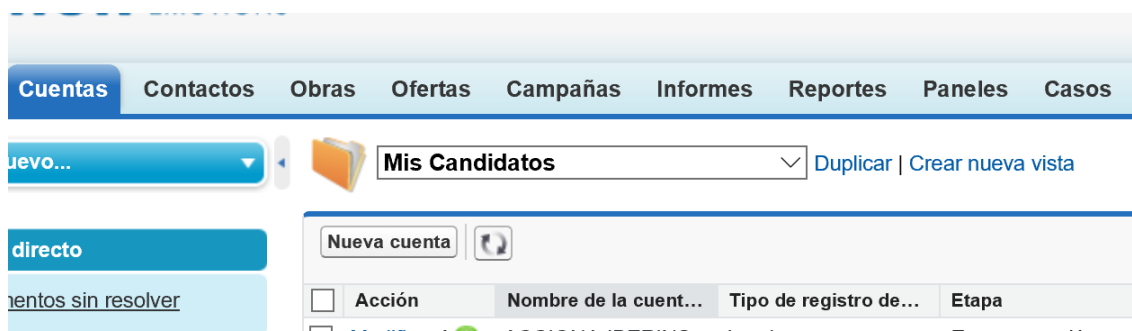 Cuentas Contactos Obras Ofertas Campañas Informes Reportes Paneles Casos
uevo... Mis Candidatos Duplicar | Crear nueva vista
directo Nueva cuenta
entos sin resolver
Acción Nombre de la cuent... Tipo de registro de... Etapa